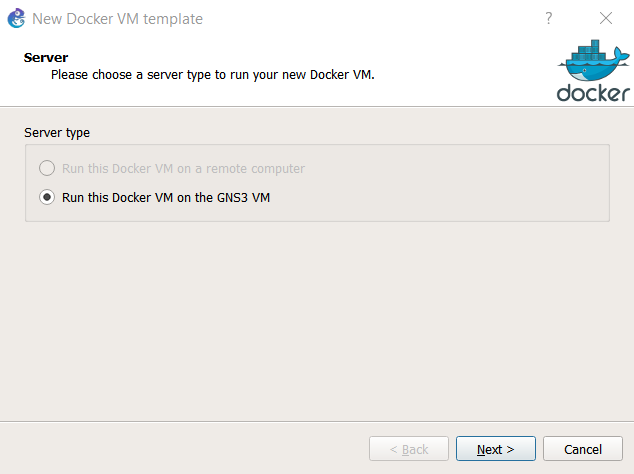 New Docker VM template
?
Server
Please choose a server type to run your new Docker VM.
docker
Server type
Run this Docker VM on a remote computer
Run this Docker VM on the GNS3 VM
< Back
Next >
Cancel